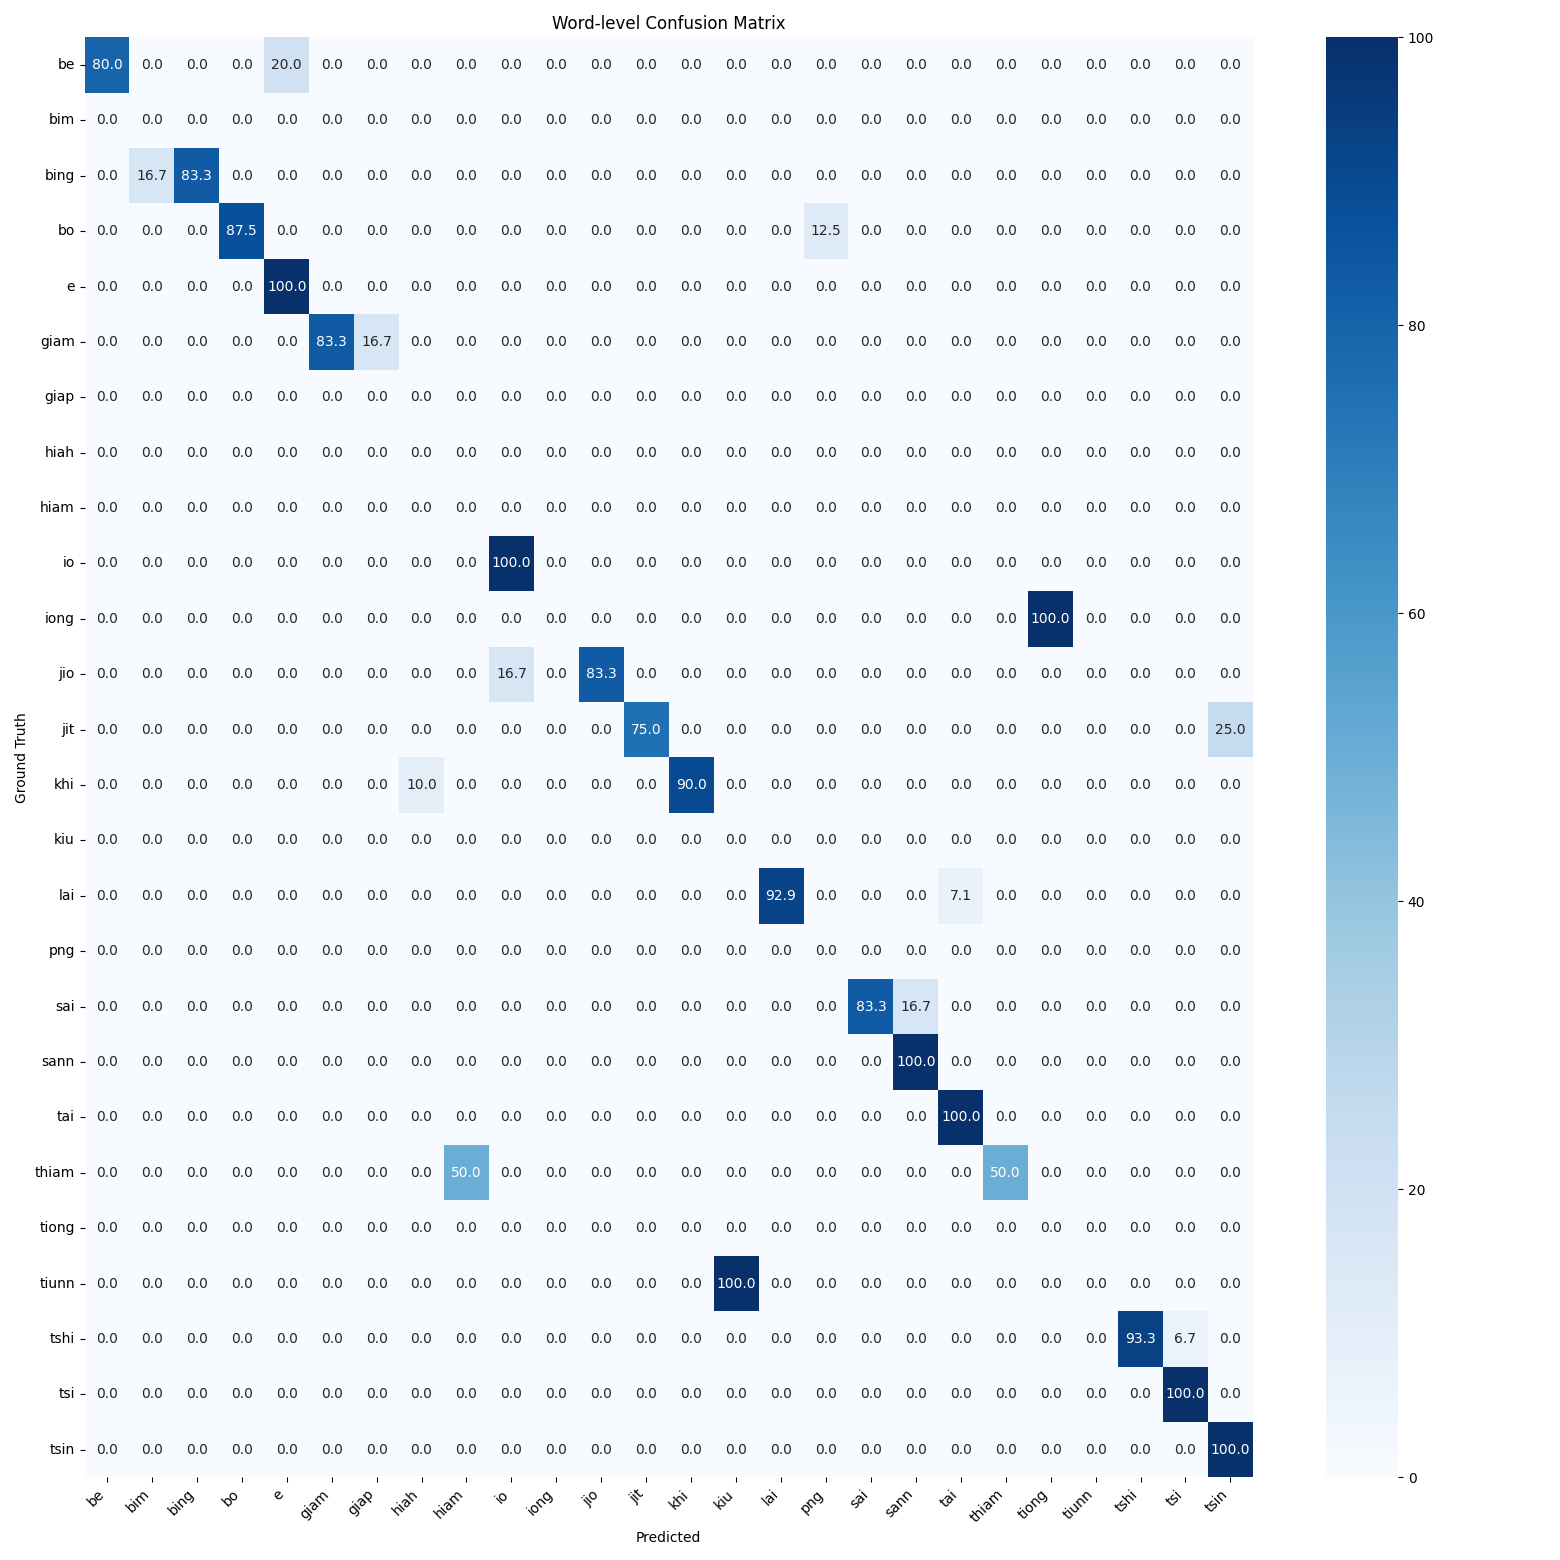 Word-level Confusion Matrix
be 80.0 0.0 0.0 0.0 20.0 0.0 0.0 0.0 0.0 0.0 0.0 0.0 0.0 0.0 0.0 0.0 0.0 0.0 0.0 0.0 0.0 0.0 0.0 0.0 0.0 0.0
bim 0.0 0.0 0.0 0.0 0.0 0.0 0.0 0.0 0.0 0.0 0.0 0.0 0.0 0.0 0.0 0.0 0.0 0.0 0.0 0.0 0.0 0.0 0.0 0.0 0.0 0.0
bing 0.0 16.7 83.3 0.0 0.0 0.0 0.0 0.0 0.0 0.0 0.0 0.0 0.0 0.0 0.0 0.0 0.0 0.0 0.0 0.0 0.0 0.0 0.0 0.0 0.0 0.0
bo 0.0 0.0 0.0 87.5 0.0 0.0 0.0 0.0 0.0 0.0 0.0 0.0 0.0 0.0 0.0 0.0 12.5 0.0 0.0 0.0 0.0 0.0 0.0 0.0 0.0 0.0
e 0.0 0.0 0.0 0.0 100.0 0.0 0.0 0.0 0.0 0.0 0.0 0.0 0.0 0.0 0.0 0.0 0.0 0.0 0.0 0.0 0.0 0.0 0.0 0.0 0.0 0.0
giam 0.0 0.0 0.0 0.0 0.0 83.3 16.7 0.0 0.0 0.0 0.0 0.0 0.0 0.0 0.0 0.0 0.0 0.0 0.0 0.0 0.0 0.0 0.0 0.0 0.0 0.0
giap 0.0 0.0 0.0 0.0 0.0 0.0 0.0 0.0 0.0 0.0 0.0 0.0 0.0 0.0 0.0 0.0 0.0 0.0 0.0 0.0 0.0 0.0 0.0 0.0 0.0 0.0
hiah 0.0 0.0 0.0 0.0 0.0 0.0 0.0 0.0 0.0 0.0 0.0 0.0 0.0 0.0 0.0 0.0 0.0 0.0 0.0 0.0 0.0 0.0 0.0 0.0 0.0 0.0
hiam 0.0 0.0 0.0 0.0 0.0 0.0 0.0 0.0 0.0 0.0 0.0 0.0 0.0 0.0 0.0 0.0 0.0 0.0 0.0 0.0 0.0 0.0 0.0 0.0 0.0 0.0
io 0.0 0.0 0.0 0.0 0.0 0.0 0.0 0.0 0.0 100.0 0.0 0.0 0.0 0.0 0.0 0.0 0.0 0.0 0.0 0.0 0.0 0.0 0.0 0.0 0.0 0.0
iong 0.0 0.0 0.0 0.0 0.0 0.0 0.0 0.0 0.0 0.0 0.0 0.0 0.0 0.0 0.0 0.0 0.0 0.0 0.0 0.0 0.0 100.0 0.0 0.0 0.0 0.0
jio 0.0 0.0 0.0 0.0 0.0 0.0 0.0 0.0 0.0 16.7 0.0 83.3 0.0 0.0 0.0 0.0 0.0 0.0 0.0 0.0 0.0 0.0 0.0 0.0 0.0 0.0
jit 0.0 0.0 0.0 0.0 0.0 0.0 0.0 0.0 0.0 0.0 0.0 0.0 75.0 0.0 0.0 0.0 0.0 0.0 0.0 0.0 0.0 0.0 0.0 0.0 0.0 25.0
khi 0.0 0.0 0.0 0.0 0.0 0.0 0.0 10.0 0.0 0.0 0.0 0.0 0.0 90.0 0.0 0.0 0.0 0.0 0.0 0.0 0.0 0.0 0.0 0.0 0.0 0.0
kiu 0.0 0.0 0.0 0.0 0.0 0.0 0.0 0.0 0.0 0.0 0.0 0.0 0.0 0.0 0.0 0.0 0.0 0.0 0.0 0.0 0.0 0.0 0.0 0.0 0.0 0.0
lai 0.0 0.0 0.0 0.0 0.0 0.0 0.0 0.0 0.0 0.0 0.0 0.0 0.0 0.0 0.0 92.9 0.0 0.0 0.0 7.1 0.0 0.0 0.0 0.0 0.0 0.0
png 0.0 0.0 0.0 0.0 0.0 0.0 0.0 0.0 0.0 0.0 0.0 0.0 0.0 0.0 0.0 0.0 0.0 0.0 0.0 0.0 0.0 0.0 0.0 0.0 0.0 0.0
sai 0.0 0.0 0.0 0.0 0.0 0.0 0.0 0.0 0.0 0.0 0.0 0.0 0.0 0.0 0.0 0.0 0.0 83.3 16.7 0.0 0.0 0.0 0.0 0.0 0.0 0.0
sann 0.0 0.0 0.0 0.0 0.0 0.0 0.0 0.0 0.0 0.0 0.0 0.0 0.0 0.0 0.0 0.0 0.0 0.0 100.0 0.0 0.0 0.0 0.0 0.0 0.0 0.0
tai 0.0 0.0 0.0 0.0 0.0 0.0 0.0 0.0 0.0 0.0 0.0 0.0 0.0 0.0 0.0 0.0 0.0 0.0 0.0 100.0 0.0 0.0 0.0 0.0 0.0 0.0
thiam 0.0 0.0 0.0 0.0 0.0 0.0 0.0 0.0 50.0 0.0 0.0 0.0 0.0 0.0 0.0 0.0 0.0 0.0 0.0 0.0 50.0 0.0 0.0 0.0 0.0 0.0
tiong 0.0 0.0 0.0 0.0 0.0 0.0 0.0 0.0 0.0 0.0 0.0 0.0 0.0 0.0 0.0 0.0 0.0 0.0 0.0 0.0 0.0 0.0 0.0 0.0 0.0 0.0
tiunn 0.0 0.0 0.0 0.0 0.0 0.0 0.0 0.0 0.0 0.0 0.0 0.0 0.0 0.0 100.0 0.0 0.0 0.0 0.0 0.0 0.0 0.0 0.0 0.0 0.0 0.0
tshi 0.0 0.0 0.0 0.0 0.0 0.0 0.0 0.0 0.0 0.0 0.0 0.0 0.0 0.0 0.0 0.0 0.0 0.0 0.0 0.0 0.0 0.0 0.0 93.3 6.7 0.0
tsi 0.0 0.0 0.0 0.0 0.0 0.0 0.0 0.0 0.0 0.0 0.0 0.0 0.0 0.0 0.0 0.0 0.0 0.0 0.0 0.0 0.0 0.0 0.0 0.0 100.0 0.0
tsin 0.0 0.0 0.0 0.0 0.0 0.0 0.0 0.0 0.0 0.0 0.0 0.0 0.0 0.0 0.0 0.0 0.0 0.0 0.0 0.0 0.0 0.0 0.0 0.0 0.0 100.0
be bim bing bo e giam giap hiah hiam io iong jio jit khi kiu lai png sai sann tai thiam tiong tiunn tshi tsi tsin
Predicted
Ground Truth
100
80
60
40
20
0